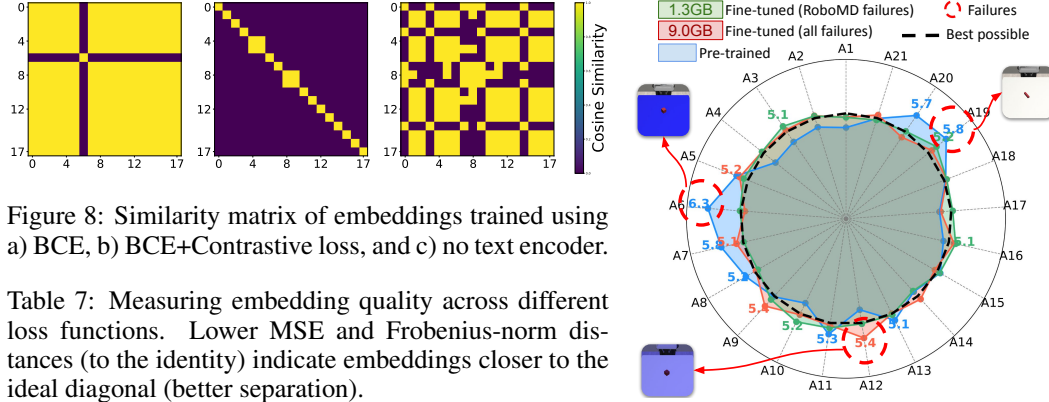 0
4
8
12
17
0 4 8 12 17
0
4
8
12
17
0 4 8 12 17
0
4
8
12
17
0 4 8 12 17
Cosine Similarity
Figure 8: Similarity matrix of embeddings trained using
a) BCE, b) BCE+Contrastive loss, and c) no text encoder.
Table 7: Measuring embedding quality across different
loss functions. Lower MSE and Frobenius-norm dis-
tances (to the identity) indicate embeddings closer to the
ideal diagonal (better separation).
1.3GB Fine-tuned (RoboMD failures)
9.0GB Fine-tuned (all failures)
Pre-trained
Failures
Best possible
A1
A2
A3
A4
A5
A6
A7
A8
A9
A10
A11
A12
A13
A14
A15
A16
A17
A18
A19
A20
A21
5.1
5.2
6.3
5.1
5.2
5.4
5.2
5.3
5.4
5.1
5.1
5.8
5.7